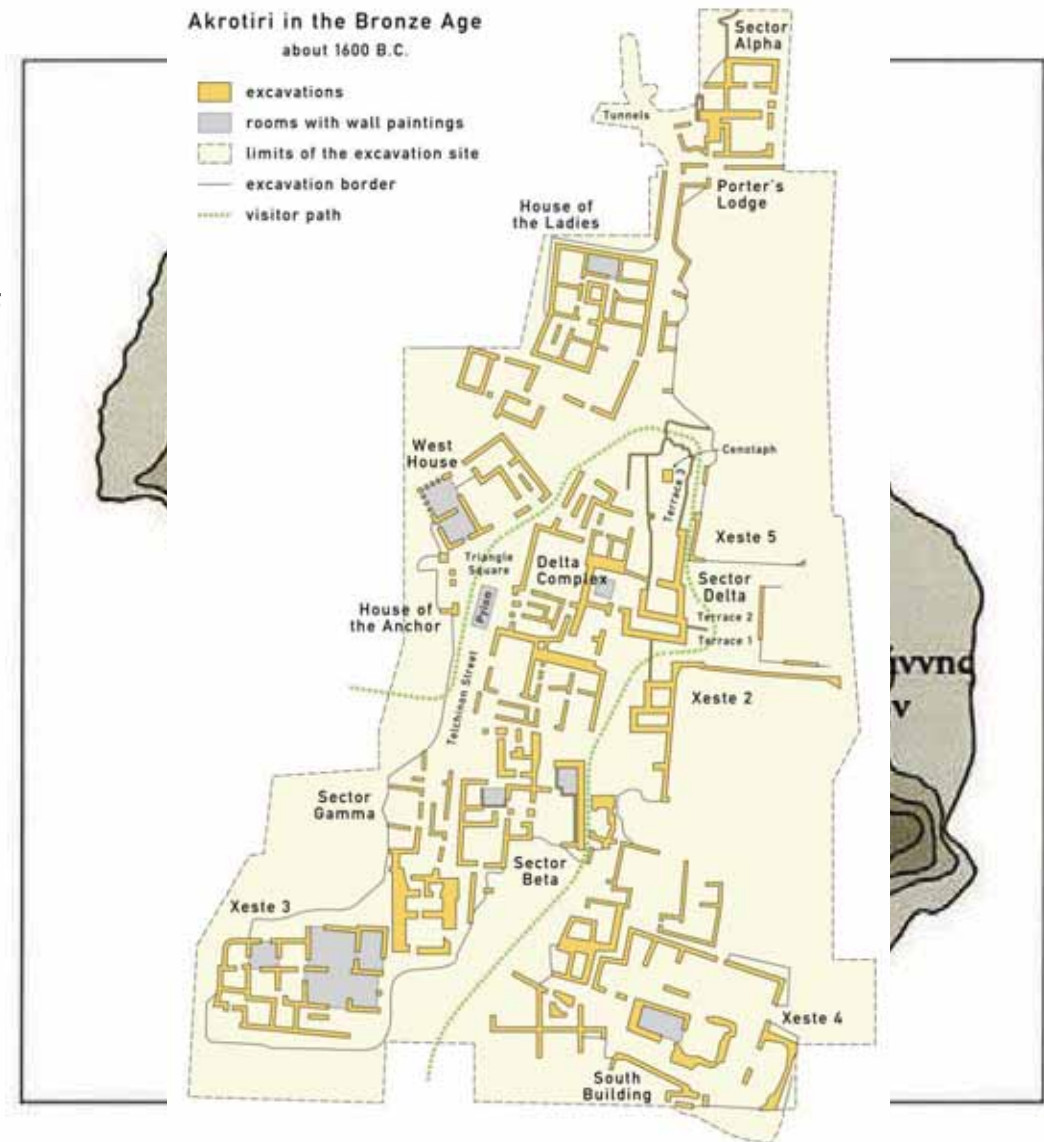 Akrotiri in the Bronze Age
about 1600 B.C.
excavations
rooms with wall paintings
limits of the excavation site
excavation border
visitor path
Sector
Alpha
Tunnels
Porter's
Lodge
House of
the Ladies
West
House
Cenotaph
Terrace 3
Xeste 5
Triangle
Square
Delta
Complex
Sector
Delta
Pylon
House of
the Anchor
Terrace 2
Terrace 1
Telchinan Street
Xeste 2
Sector
Gamma
Sector
Beta
Xeste 3
Xeste 4
South
Building